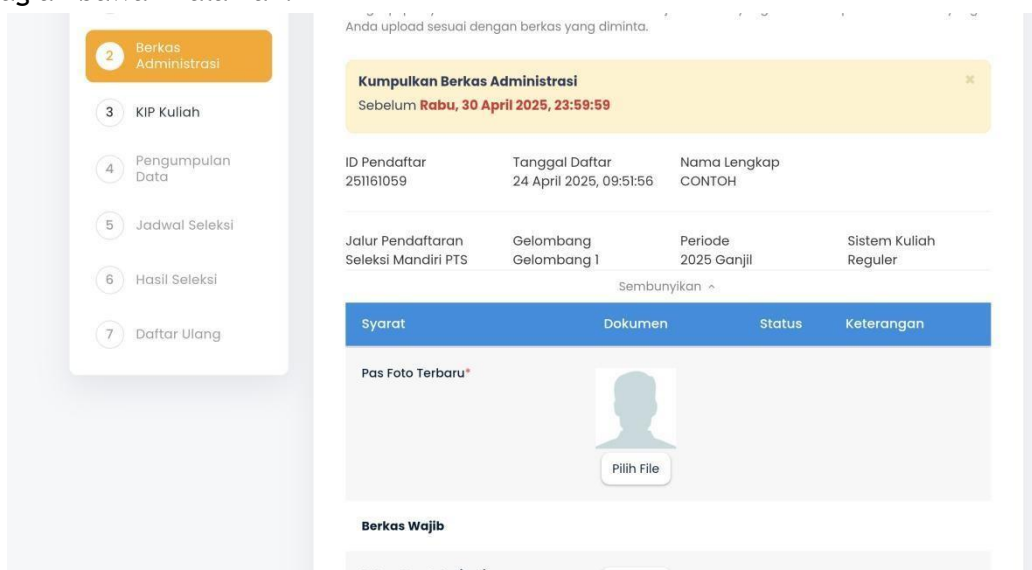 2
Berkas
Administrasi
3 KIP Kuliah
4 Pengumpulan
Data
5 Jadwal Seleksi
6 Hasil Seleksi
7 Daftar Ulang
Anda upload sesuai dengan berkas yang diminta.
Kumpulkan Berkas Administrasi ×
Sebelum Rabu, 30 April 2025, 23:59:59
ID Pendaftar Tanggal Daftar Nama Lengkap
251161059 24 April 2025, 09:51:56 CONTOH
Jalur Pendaftaran Gelombang Periode Sistem Kuliah
Seleksi Mandiri PTS Gelombang 1 2025 Ganjil Reguler
Sembunyikan ^
Syarat Dokumen Status Keterangan
Pas Foto Terbaru*
Pilih File
Berkas Wajib